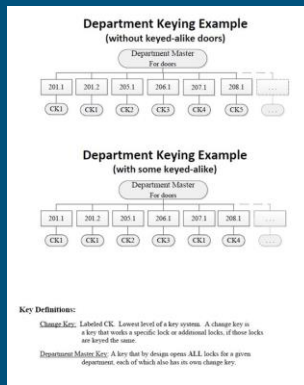 Department Keying Example
(without keyed-alike doors)
Department Master
For doors
201.1 201.2 205.1 206.1 207.1 208.1 ...
CK1 CK1 CK2 CK3 CK4 CK5 ...
Department Keying Example
(with some keyed-alike)
Department Master
For doors
201.1 201.2 205.1 206.1 207.1 208.1 ...
CK1 CK1 CK2 CK3 CK1 CK4 ...
Key Definitions:
Change Key: Labeled CK. Lowest level of a key system. A change key is
a key that works a specific lock or additional locks, if those locks
are keyed the same.
Department Master Key: A key that by design opens ALL locks for a given
department, each of which also has its own change key.